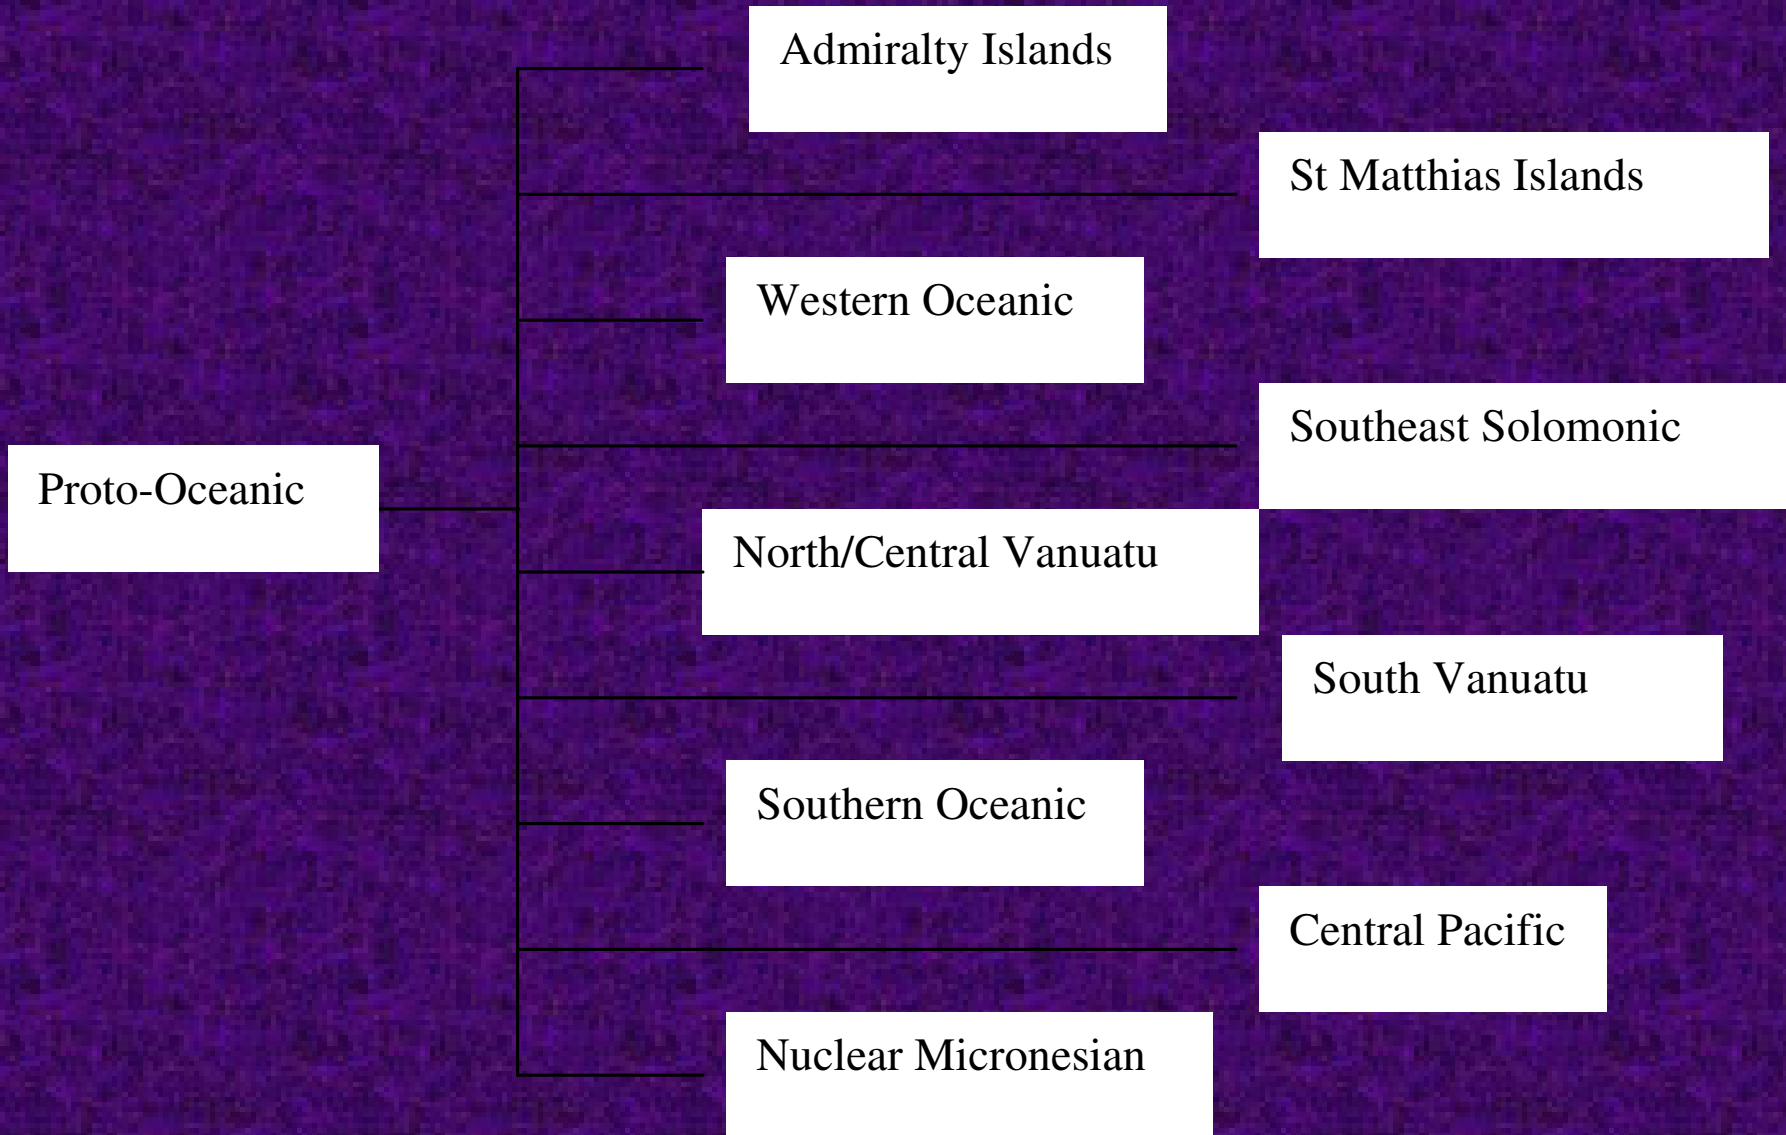 Admiralty Islands
St Matthias Islands
Western Oceanic
Southeast Solomonic
Proto-Oceanic
North/Central Vanuatu
South Vanuatu
Southern Oceanic
Central Pacific
Nuclear Micronesian